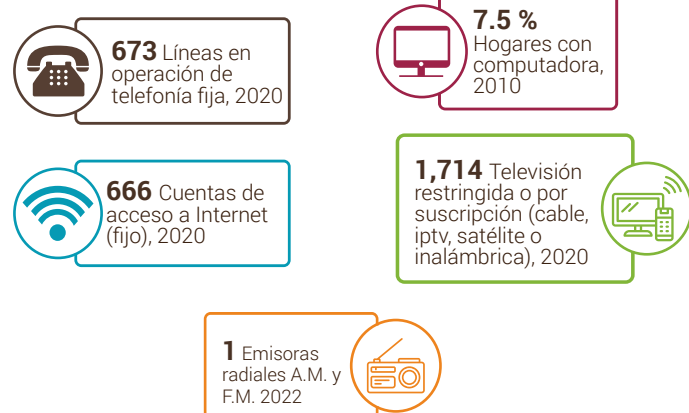 673 Líneas en
operación de
telefonía fija, 2020
7.5 %
Hogares con
computadora,
2010
666 Cuentas de
acceso a Internet
(fijo), 2020
1,714 Televisión
restringida o por
suscripción (cable,
iptv, satélite o
inalámbrica), 2020
1 Emisoras
radiales A.M. y
F.M. 2022